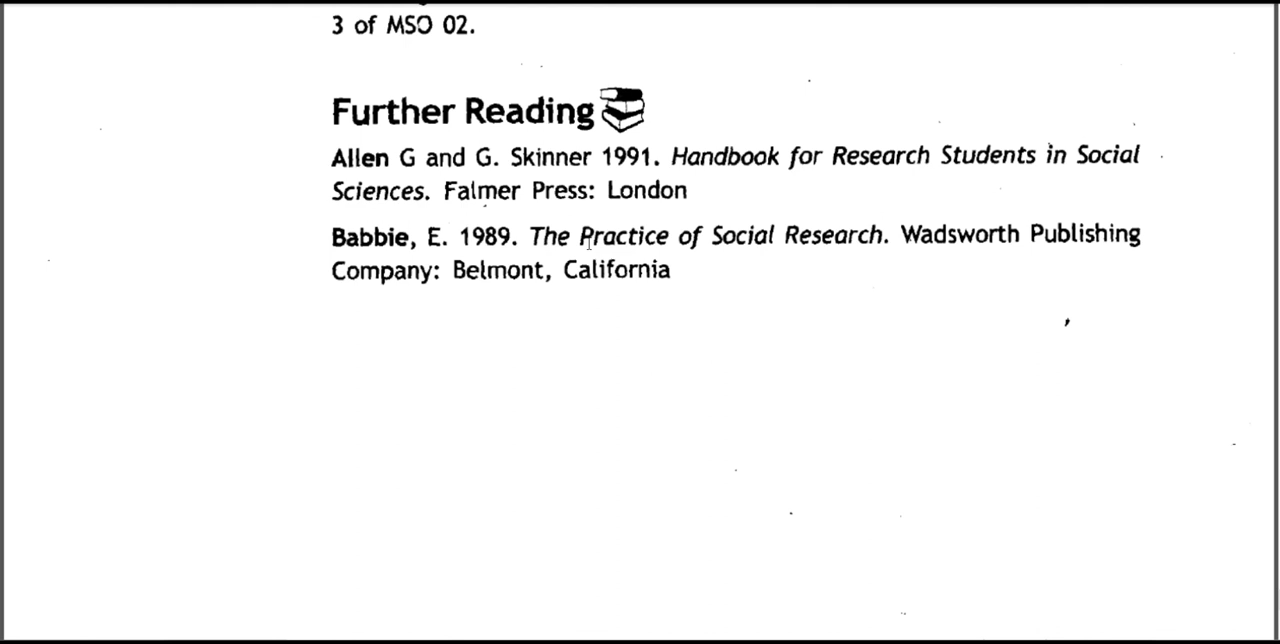 3 of MSO 02.
Further Reading
Allen G and G. Skinner 1991. Handbook for Research Students in Social
Sciences. Falmer Press: London
Babbie, E. 1989. The Practice of Social Research. Wadsworth Publishing
Company: Belmont, California